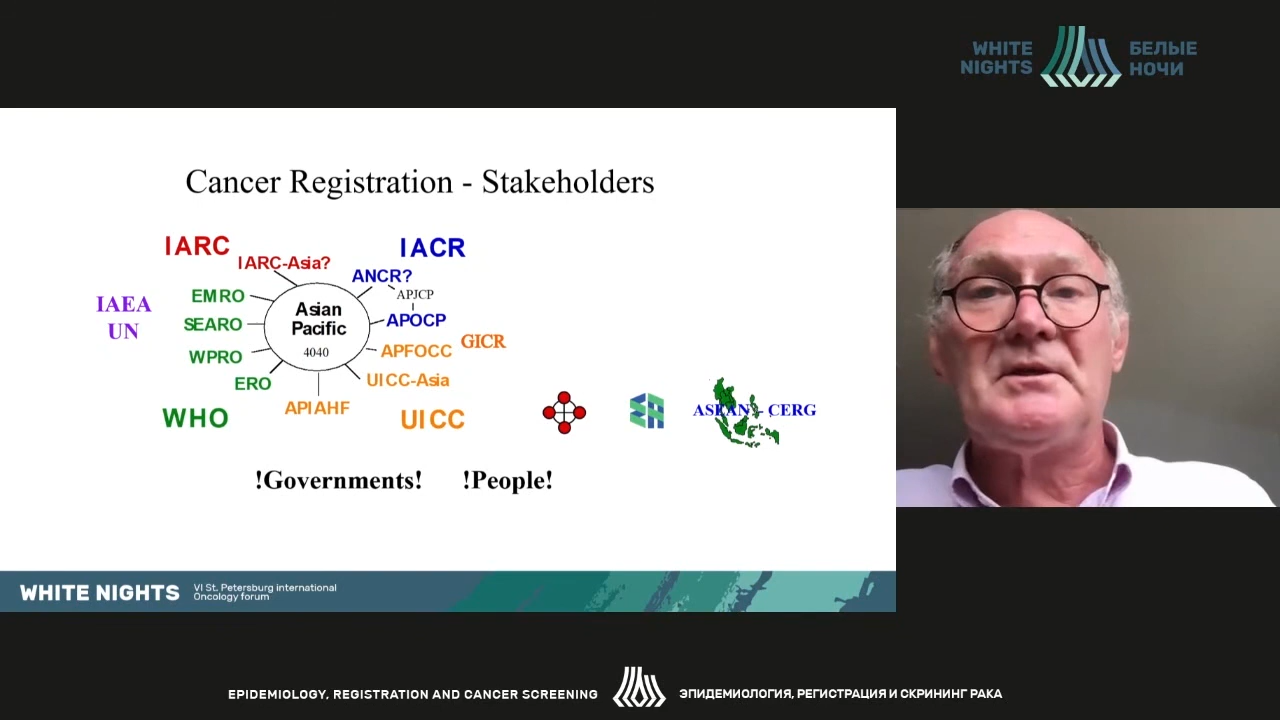 WHITE
NIGHTS
БЕЛЫЕ
НОЧИ
Cancer Registration - Stakeholders
IARC
IACR
IARC-Asia?
ANCR?
EMRO
APJCP
IAEA
UN
Asian
Pacific
4040
SEARO
APOCP
WPRO
APFOCC
GICR
ERO
UICC-Asia
APIAHF
WHO
UICC
ASEAN - CERG
!Governments! !People!
WHITE NIGHTS
VI St. Petersburg international
Oncology forum
EPIDEMIOLOGY, REGISTRATION AND CANCER SCREENING
ЭПИДЕМИОЛОГИЯ, РЕГИСТРАЦИЯ И СКРИНИНГ РАКА